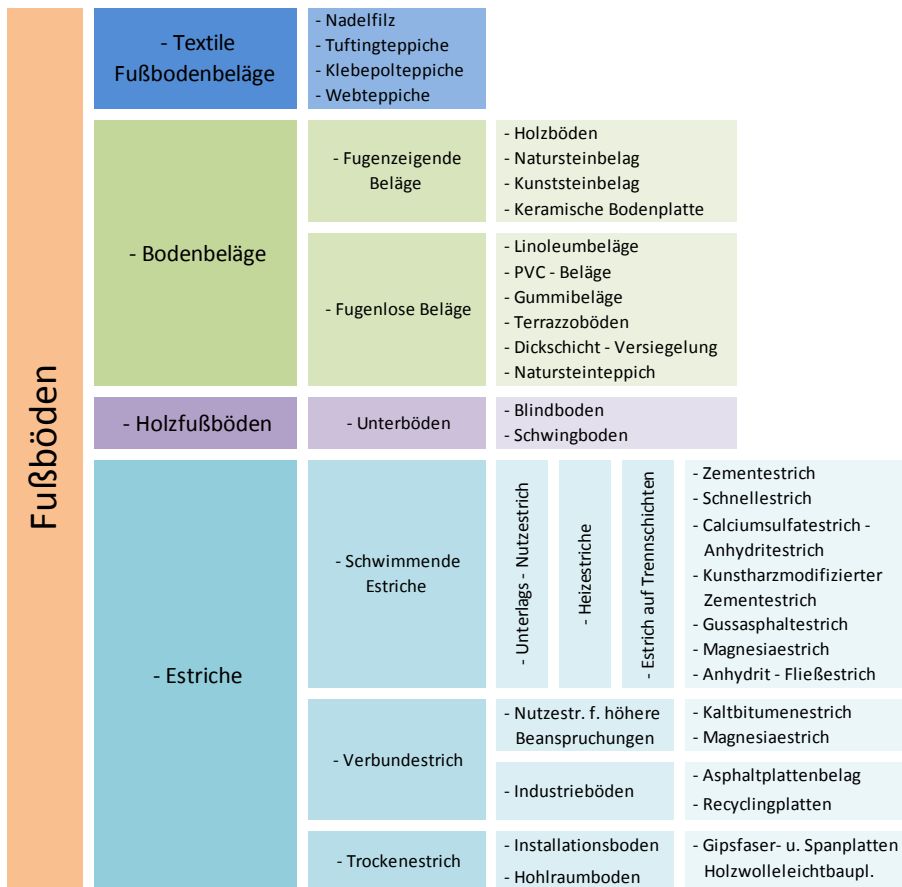 Fußböden
- Textile
Fußbodenbeläge
- Nadelfilz
- Tuftingteppiche
- Klebepolteppiche
- Webteppiche
- Bodenbeläge
- Fugenzeigende
Beläge
- Holzböden
- Natursteinbelag
- Kunststeinbelag
- Keramische Bodenplatte
- Fugenlose Beläge
- Linoleumbeläge
- PVC - Beläge
- Gummibeläge
- Terrazzoböden
- Dickschicht - Versiegelung
- Natursteinteppich
- Holzfußböden
- Unterböden
- Blindboden
- Schwingboden
- Estriche
- Schwimmende
Estriche
- Unterlags - Nutzestrich
- Heizestriche
- Estrich auf Trennschichten
- Zementestrich
- Schnellestrich
- Calciumsulfatestrich -
Anhydritestrich
- Kunstharzmodifizierter
Zementestrich
- Gussasphaltestrich
- Magnesiaestrich
- Anhydrit - Fließestrich
- Verbundestrich
- Nutzestr. f. höhere
Beanspruchungen
- Kaltbitumenestrich
- Magnesiaestrich
- Industrieböden
- Asphaltplattenbelag
- Recyclingplatten
- Trockenestrich
- Installationsboden
- Hohlraumboden
- Gipsfaser- u. Spanplatten
Holzwolleleichtbaupl.